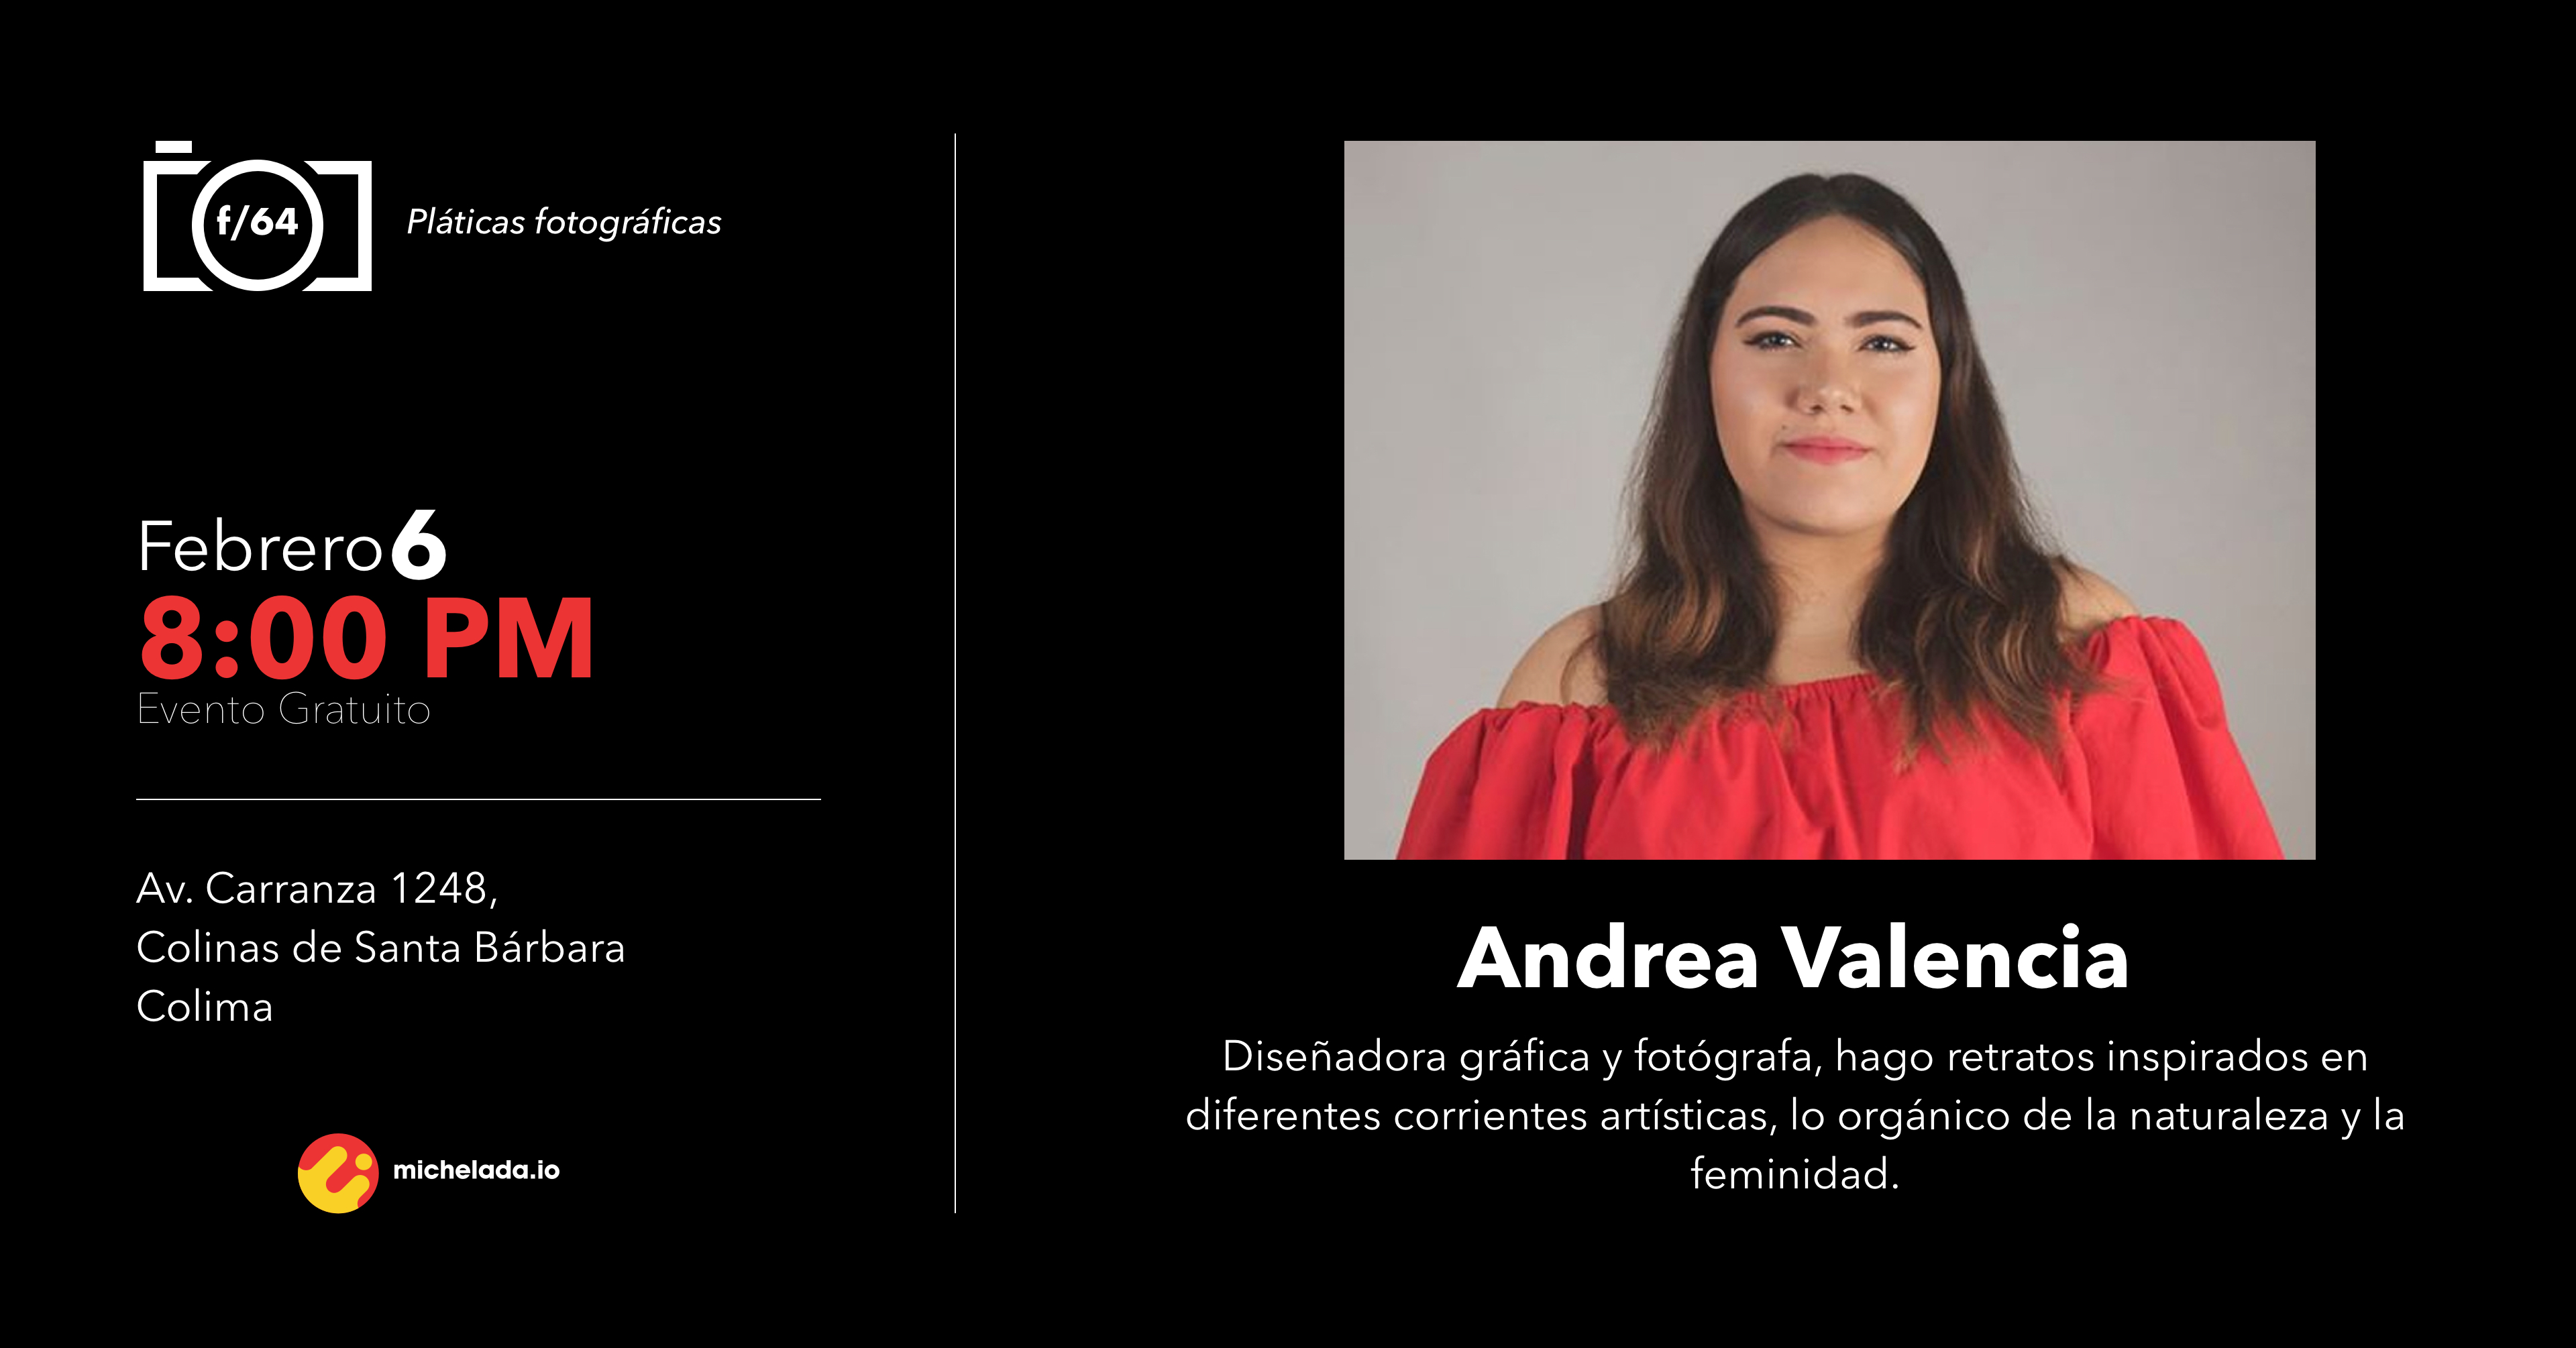 f/64
Pláticas fotográficas
Febrero 6
8:00 PM
Evento Gratuito
Av. Carranza 1248,
Colinas de Santa Bárbara
Colima
michelada.io
Andrea Valencia
Diseñadora gráfica y fotógrafa, hago retratos inspirados en
diferentes corrientes artísticas, lo orgánico de la naturaleza y la
feminidad.